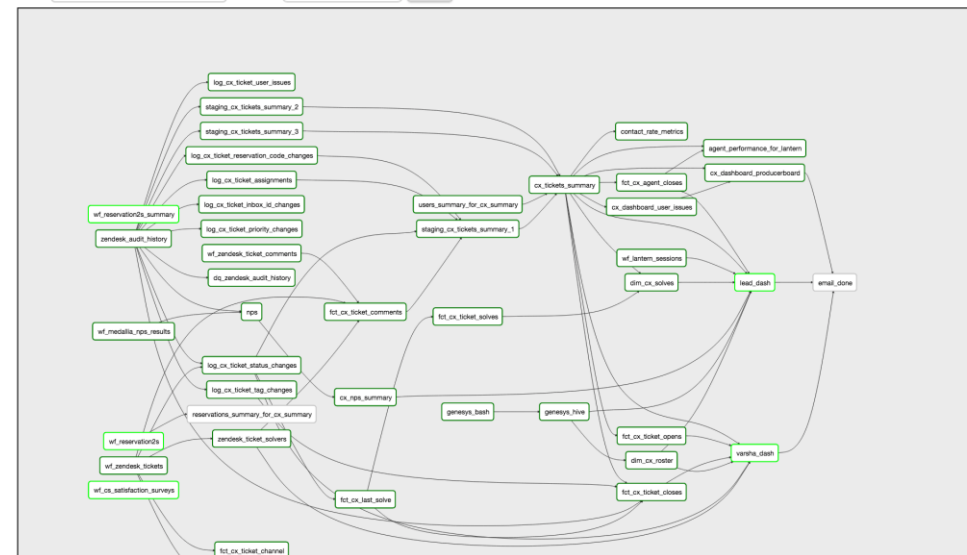 log_cx_ticket_user_issues
staging_cx_tickets_summary_2
staging_cx_tickets_summary_3
log_cx_ticket_reservation_code_changes
log_cx_ticket_assignments
wf_reservation2s_summary
log_cx_ticket_inbox_id_changes
zendesk_audit_history
log_cx_ticket_priority_changes
wf_zendesk_ticket_comments
dq_zendesk_audit_history
nps
wf_medallia_nps_results
log_cx_ticket_status_changes
log_cx_ticket_tag_changes
reservations_summary_for_cx_summary
wf_reservation2s
zendesk_ticket_solvers
wf_zendesk_tickets
wf_cs_satisfaction_surveys
fct_cx_ticket_channel
users_summary_for_cx_summary
staging_cx_tickets_summary_1
fct_cx_ticket_comments
fct_cx_ticket_solves
cx_nps_summary
genesys_bash
genesys_hive
fct_cx_last_solve
cx_tickets_summary
contact_rate_metrics
agent_performance_for_lantern
cx_dashboard_producerboard
fct_cx_agent_closes
cx_dashboard_user_issues
wf_lantern_sessions
dim_cx_solves
lead_dash
email_done
fct_cx_ticket_opens
varsha_dash
dim_cx_roster
fct_cx_ticket_closes